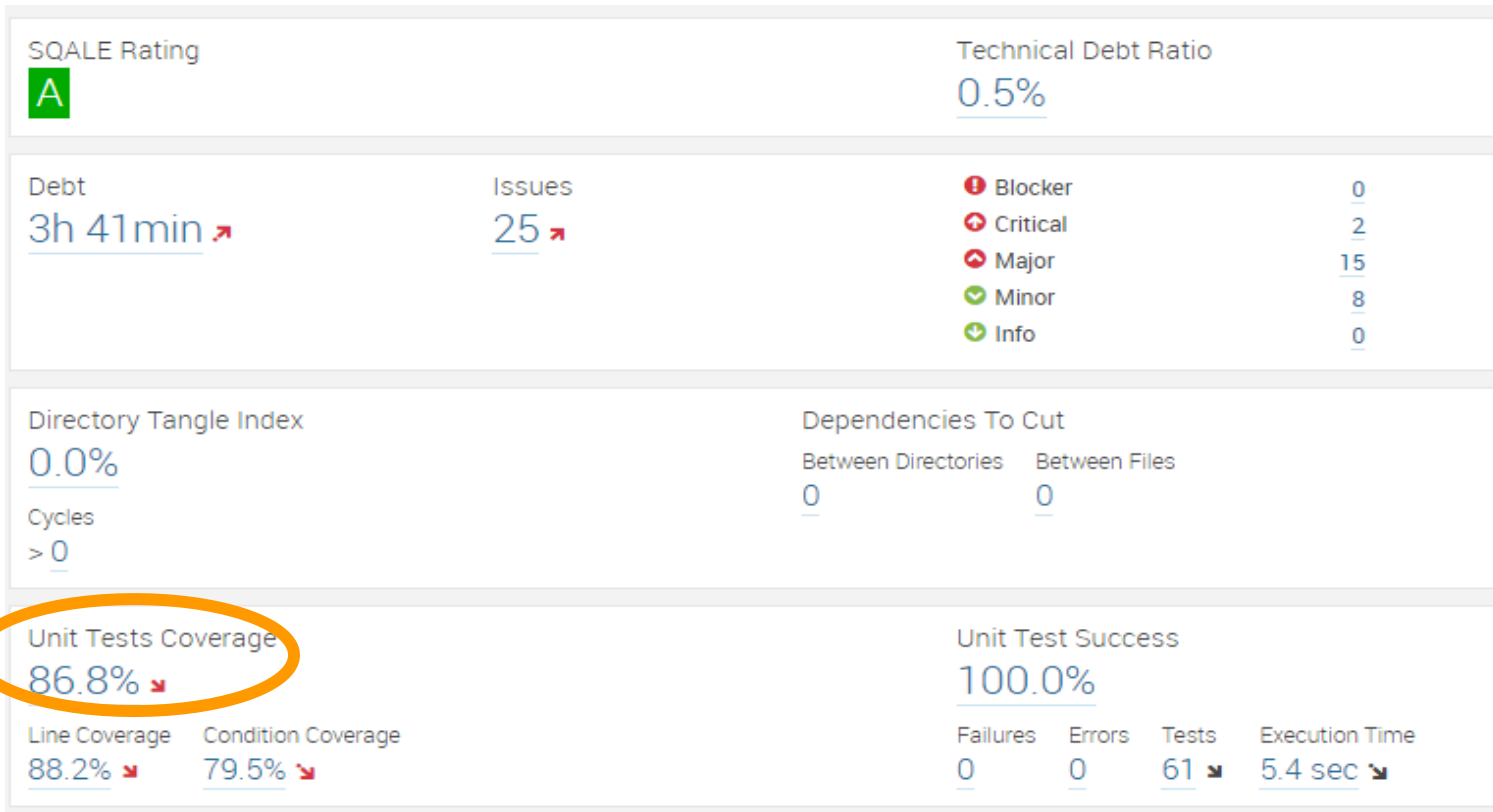 SQALE Rating
A
Technical Debt Ratio
0.5%
Debt
3h 41min
Issues
25
Blocker 0
Critical 2
Major 15
Minor 8
Info 0
Directory Tangle Index
0.0%
Cycles
> 0
Dependencies To Cut
Between Directories Between Files
0 0
Unit Tests Coverage
86.8%
Line Coverage Condition Coverage
88.2% 79.5%
Unit Test Success
100.0%
Failures Errors Tests Execution Time
0 0 61 5.4 sec